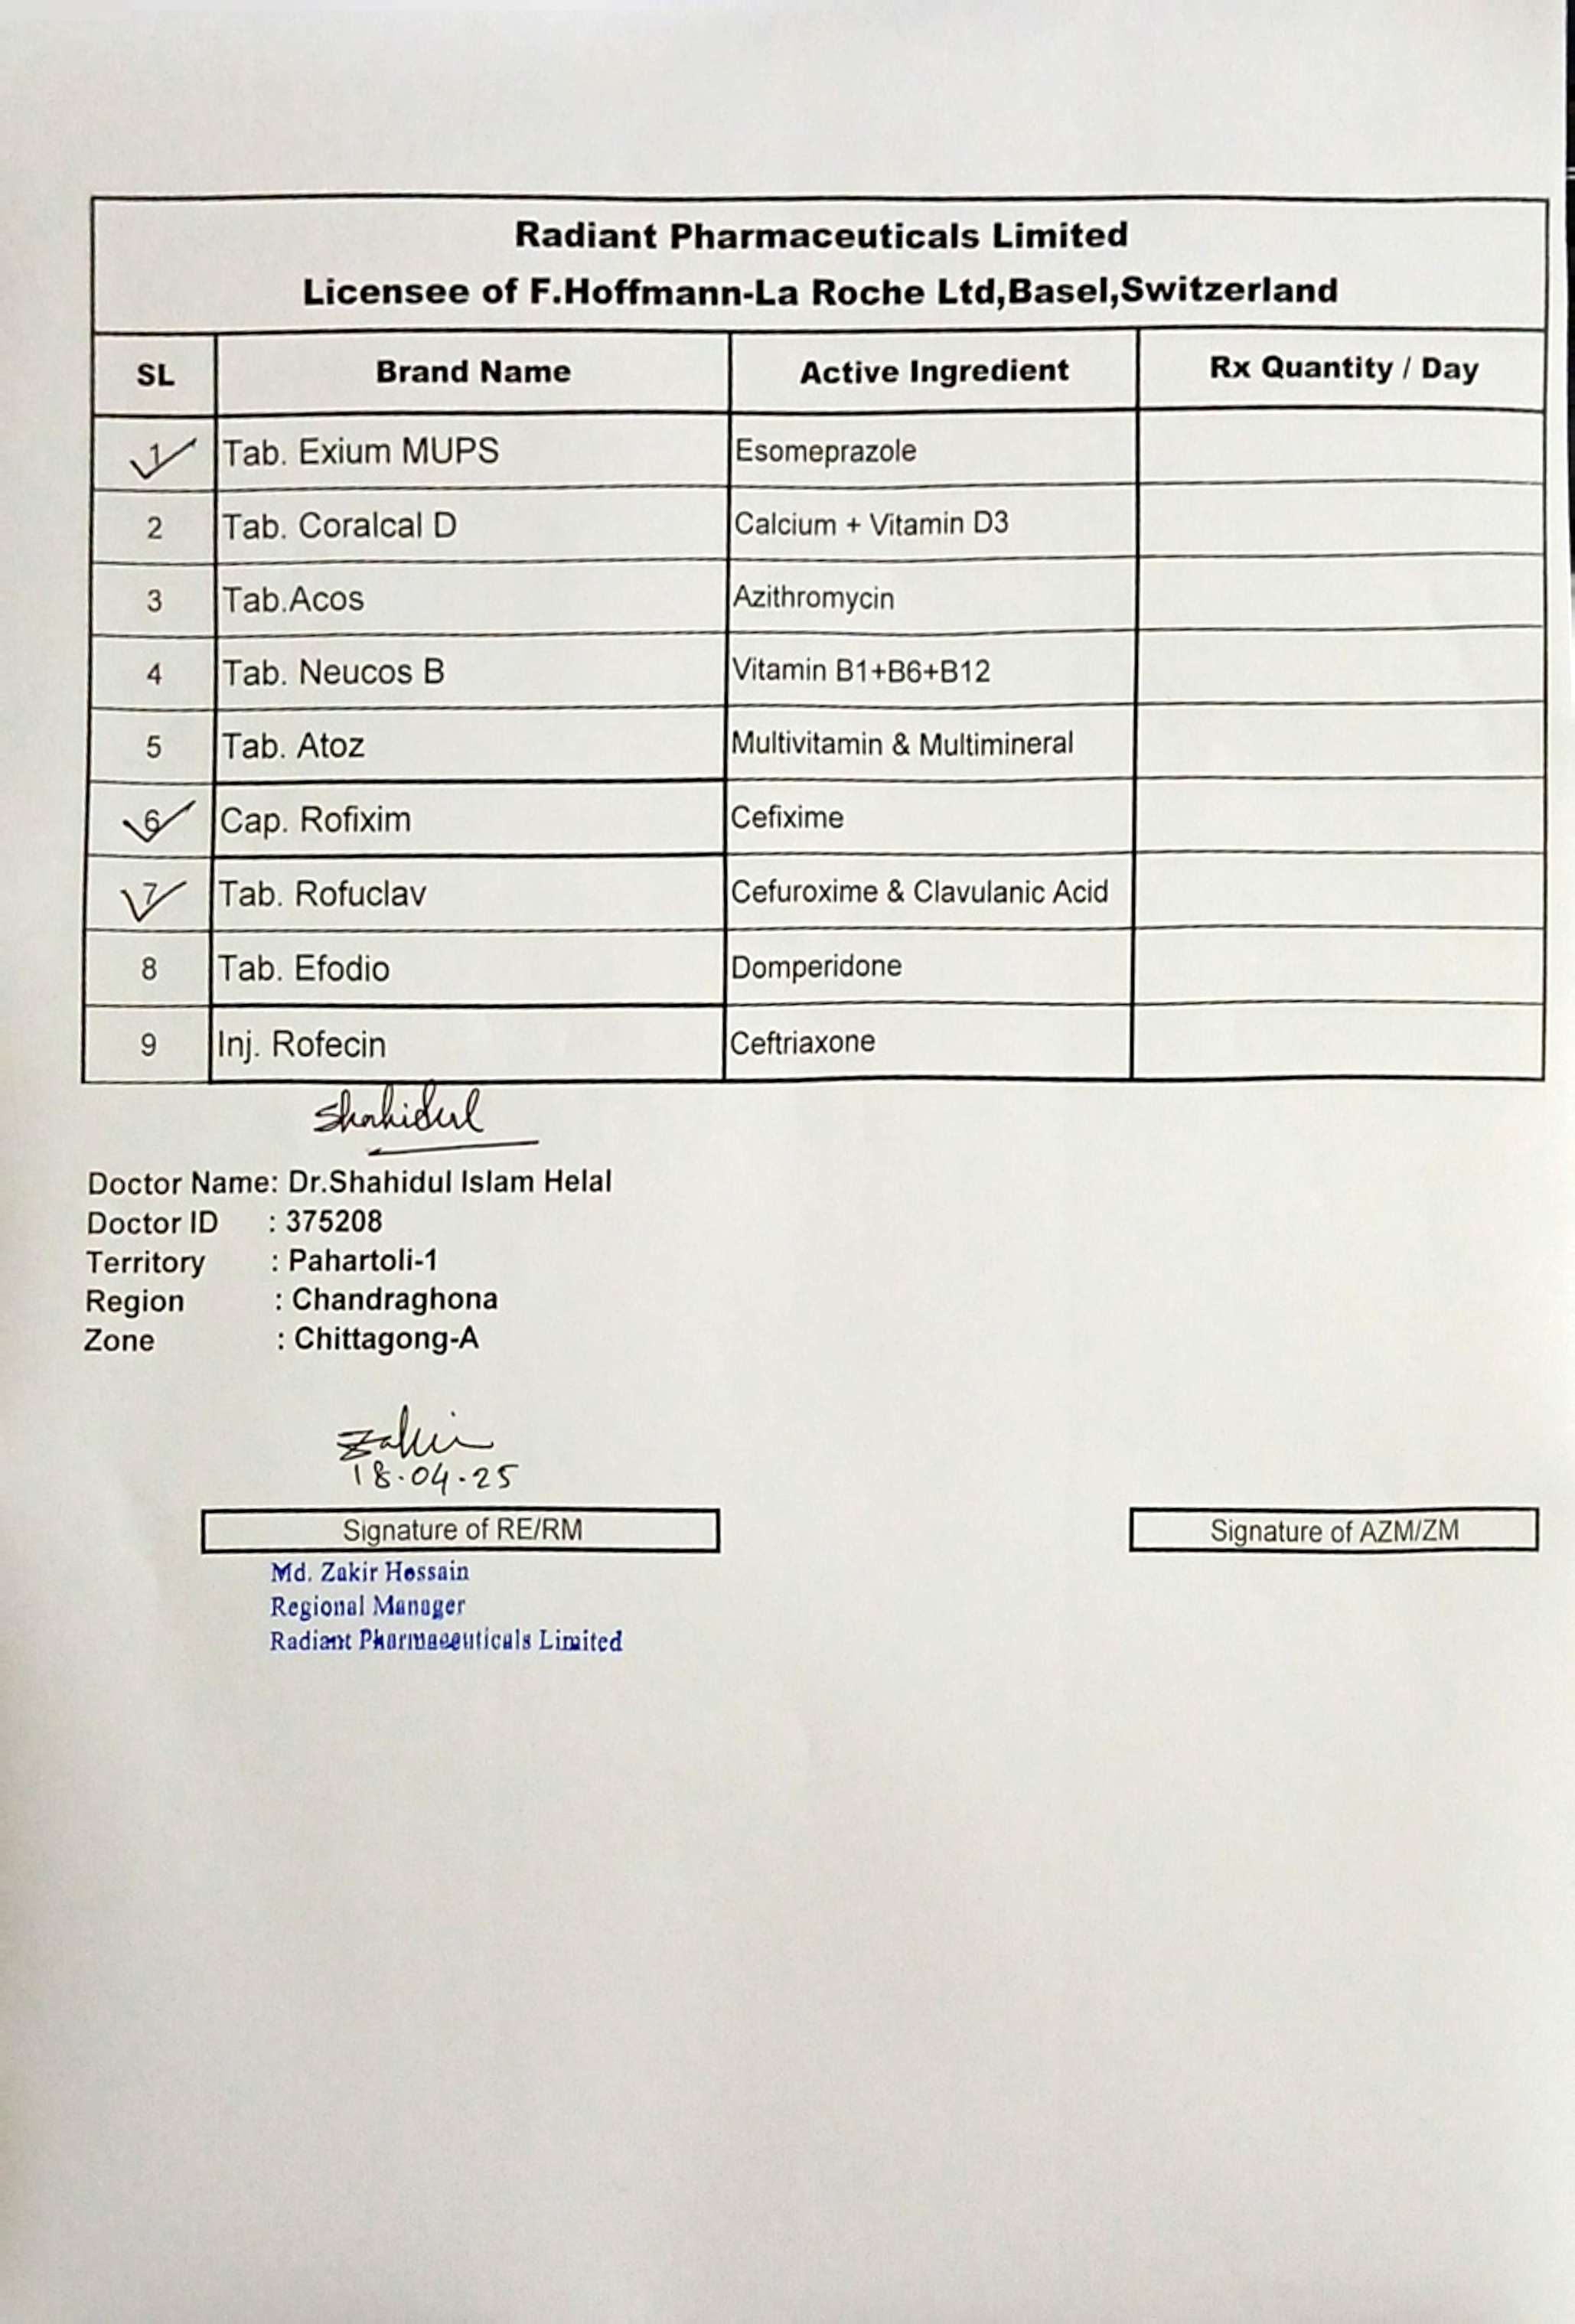 Radiant Pharmaceuticals Limited
Licensee of F.Hoffmann-La Roche Ltd,Basel,Switzerland
SL Brand Name Active Ingredient Rx Quantity / Day
1 Tab. Exium MUPS Esomeprazole
2 Tab. Coralcal D Calcium + Vitamin D3
3 Tab.Acos Azithromycin
4 Tab. Neucos B Vitamin B1+B6+B12
5 Tab. Atoz Multivitamin & Multimineral
6 Cap. Rofixim Cefixime
7 Tab. Rofuclav Cefuroxime & Clavulanic Acid
8 Tab. Efodio Domperidone
9 Inj. Rofecin Ceftriaxone
Shahidul
Doctor Name: Dr.Shahidul Islam Helal
Doctor ID : 375208
Territory : Pahartoli-1
Region : Chandraghona
Zone : Chittagong-A
Zakir
18.04.25
Signature of RE/RM Signature of AZM/ZM
Md. Zakir Hossain
Regional Manager
Radiant Pharmaceuticals Limited